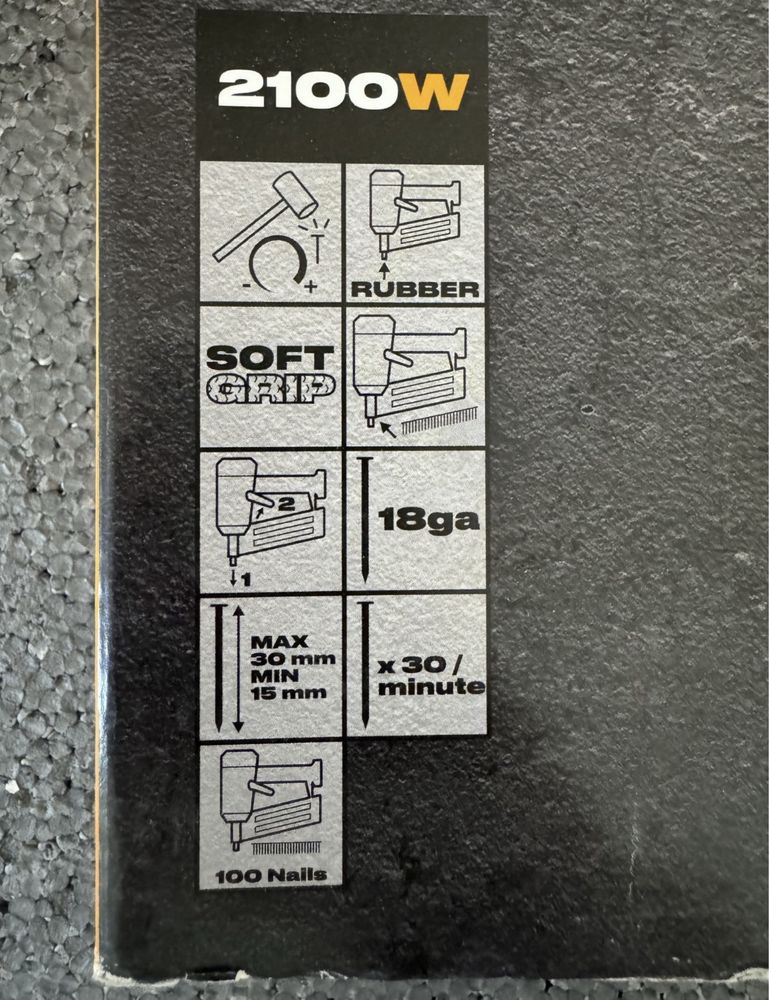 2100W
- +
RUBBER
SOFT
GRIP
2
1
18ga
MAX
30 mm
MIN
15 mm
x 30 /
minute
100 Nails